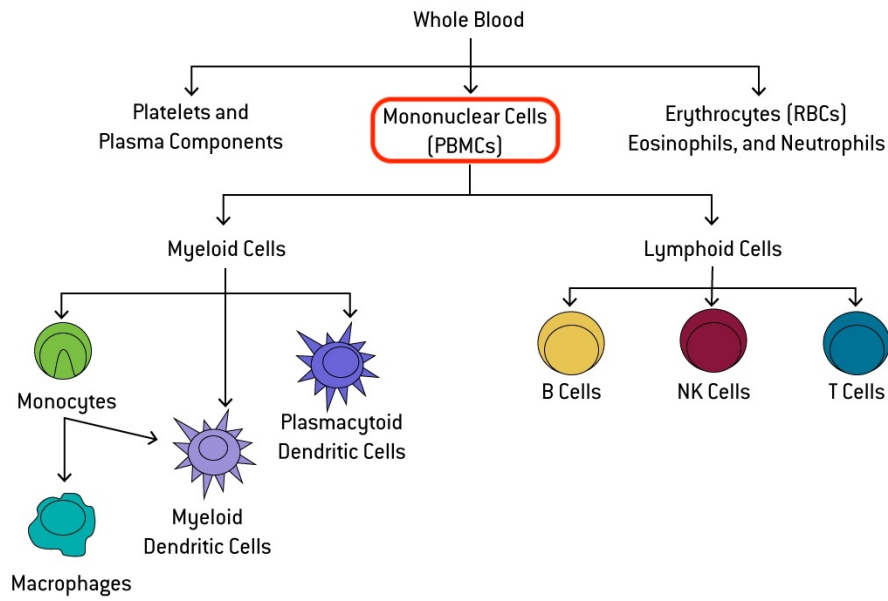 Whole Blood
Platelets and
Plasma Components
Mononuclear Cells
(PBMCs)
Erythrocytes (RBCs)
Eosinophils, and Neutrophils
Myeloid Cells
Lymphoid Cells
Monocytes
Plasmacytoid
Dendritic Cells
B Cells
NK Cells
T Cells
Myeloid
Dendritic Cells
Macrophages